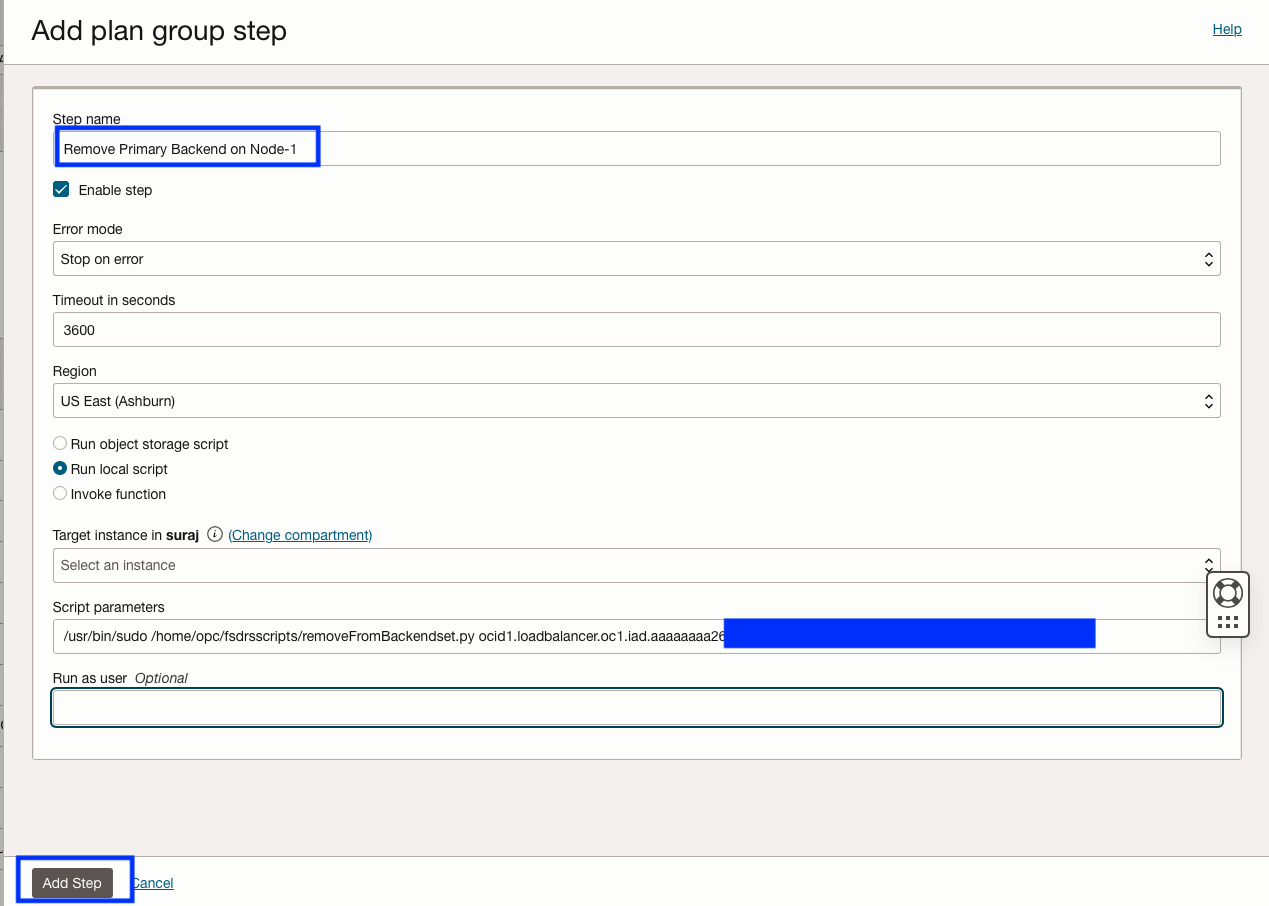 Add plan group step
Help
Step name
Remove Primary Backend on Node-1
Enable step
Error mode
Stop on error
Timeout in seconds
3600
Region
US East (Ashburn)
Run object storage script
Run local script
Invoke function
Target instance in suraj (Change compartment)
Select an instance
Script parameters
/usr/bin/sudo /home/opc/fsdrsscripts/removeFromBackendset.py ocid1.loadbalancer.oc1.iad.aaaaaaaa26
Run as user Optional
Add Step
Cancel